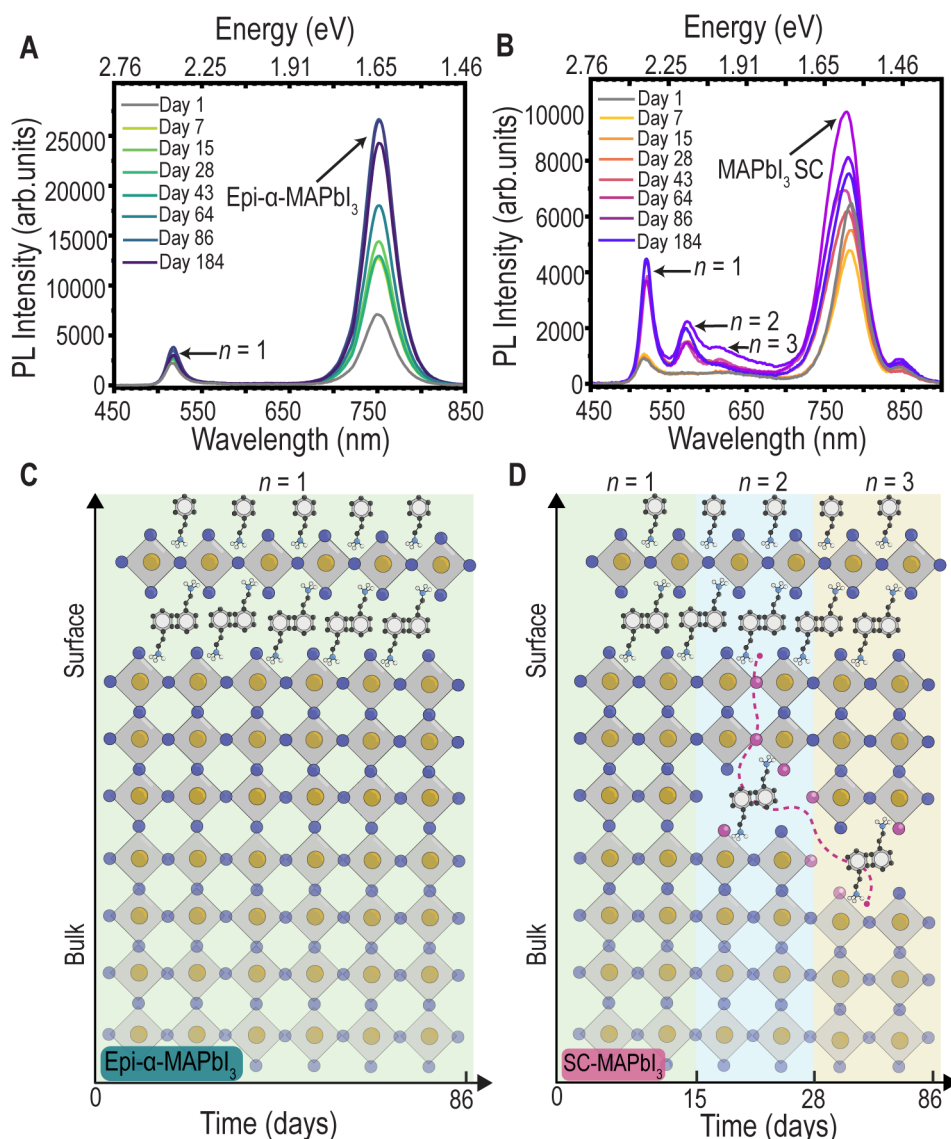 A
Energy (eV)
2.76 2.25 1.91 1.65 1.46
PL Intensity (arb.units)
25000
20000
15000
10000
5000
0
Day 1
Day 7
Day 15
Day 28
Day 43
Day 64
Day 86
Day 184
Epi-α-MAPbI₃
n = 1
450 550 650 750 850
Wavelength (nm)
B
Energy (eV)
2.76 2.25 1.91 1.65 1.46
PL Intensity (arb.units)
10000
8000
6000
4000
2000
0
Day 1
Day 7
Day 15
Day 28
Day 43
Day 64
Day 86
Day 184
MAPbI₃ SC
n = 1
n = 2
n = 3
450 550 650 750 850
Wavelength (nm)
C
n = 1
Surface
Bulk
Epi-α-MAPbI₃
0 86
Time (days)
D
n = 1 n = 2 n = 3
Surface
Bulk
SC-MAPbI₃
0 15 28 86
Time (days)